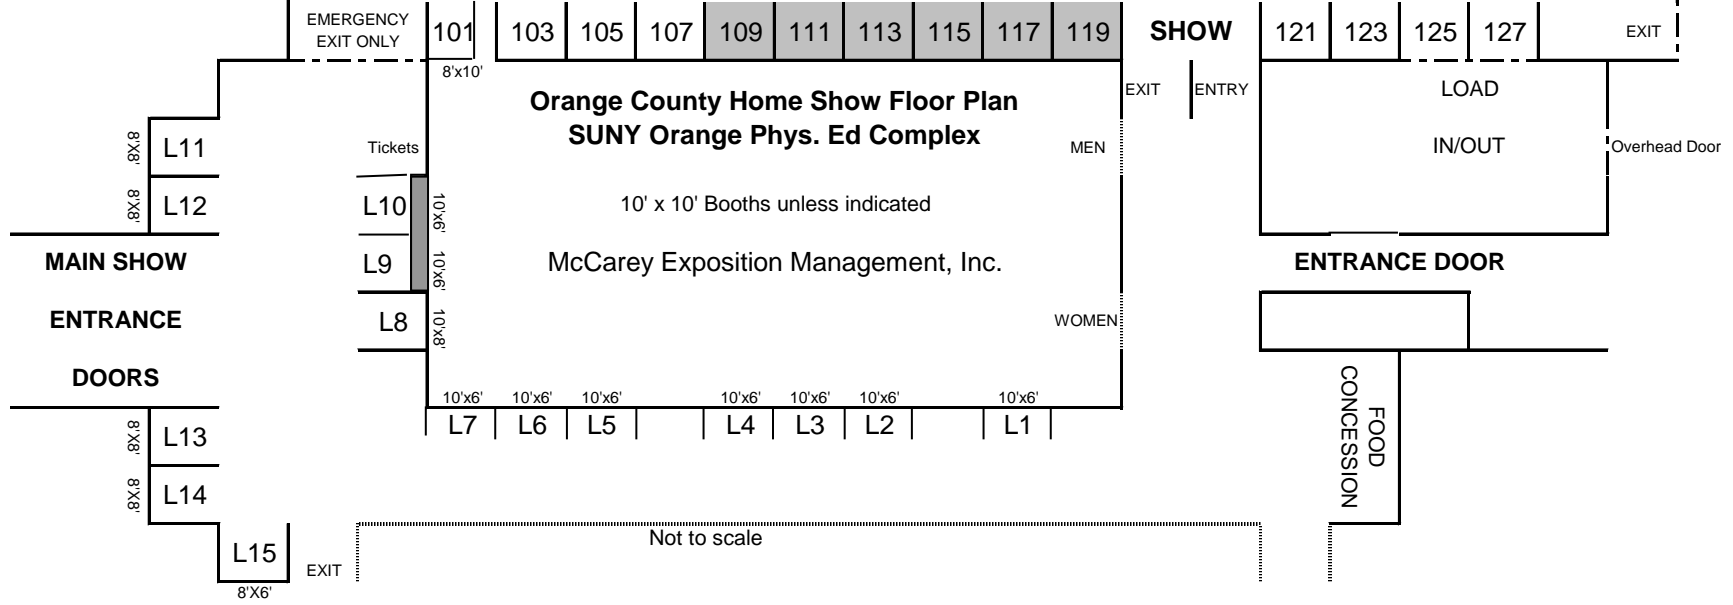 EMERGENCY
EXIT ONLY
101 103 105 107 109 111 113 115 117 119 SHOW 121 123 125 127 EXIT
8'x10'
EXIT ENTRY LOAD
Orange County Home Show Floor Plan
SUNY Orange Phys. Ed Complex
8'X8' L11 Tickets MEN IN/OUT Overhead Door
8'X8' L12 L10 10'x6' 10' x 10' Booths unless indicated
MAIN SHOW L9 10'x6' McCarey Exposition Management, Inc. ENTRANCE DOOR
ENTRANCE L8 10'x8' WOMEN
DOORS
10'x6' 10'x6' 10'x6' 10'x6' 10'x6' 10'x6' 10'x6'
L7 L6 L5 L4 L3 L2 L1
8'X8' L13
8'X8' L14
FOOD
CONCESSION
Not to scale
L15 EXIT
8'X6'